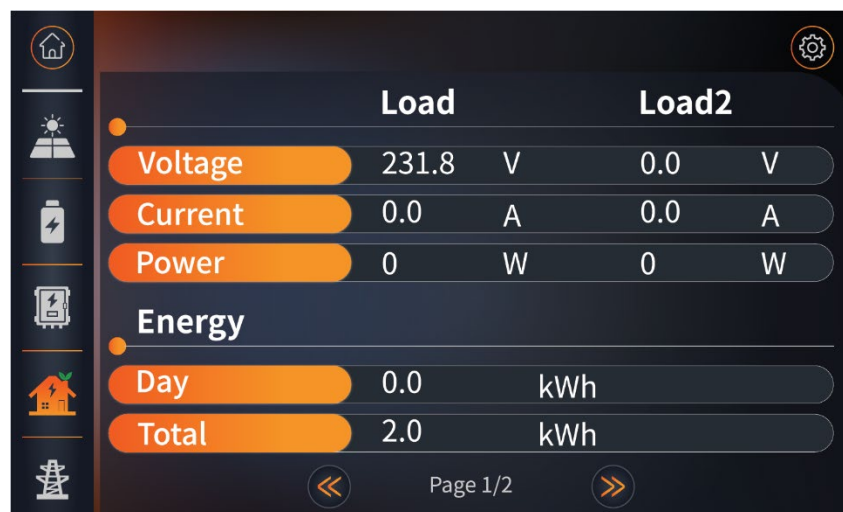 Load Load2
Voltage 231.8 V 0.0 V
Current 0.0 A 0.0 A
Power 0 W 0 W
Energy
Day 0.0 kWh
Total 2.0 kWh
Page 1/2